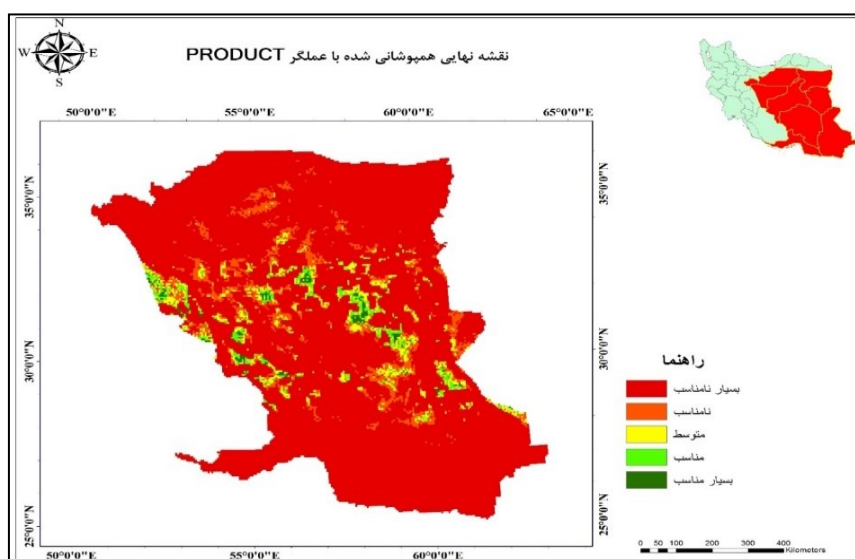 N
W E
S
نقشه نهایی همپوشانی شده با عملگر PRODUCT
50°0'0"E 55°0'0"E 60°0'0"E 65°0'0"E
35°0'0"N 35°0'0"N
30°0'0"N 30°0'0"N
25°0'0"N 25°0'0"N
50°0'0"E 55°0'0"E 60°0'0"E
راهنما
بسیار نامناسب
نامناسب
متوسط
مناسب
بسیار مناسب
0 50 100 200 300 400
Kilometers